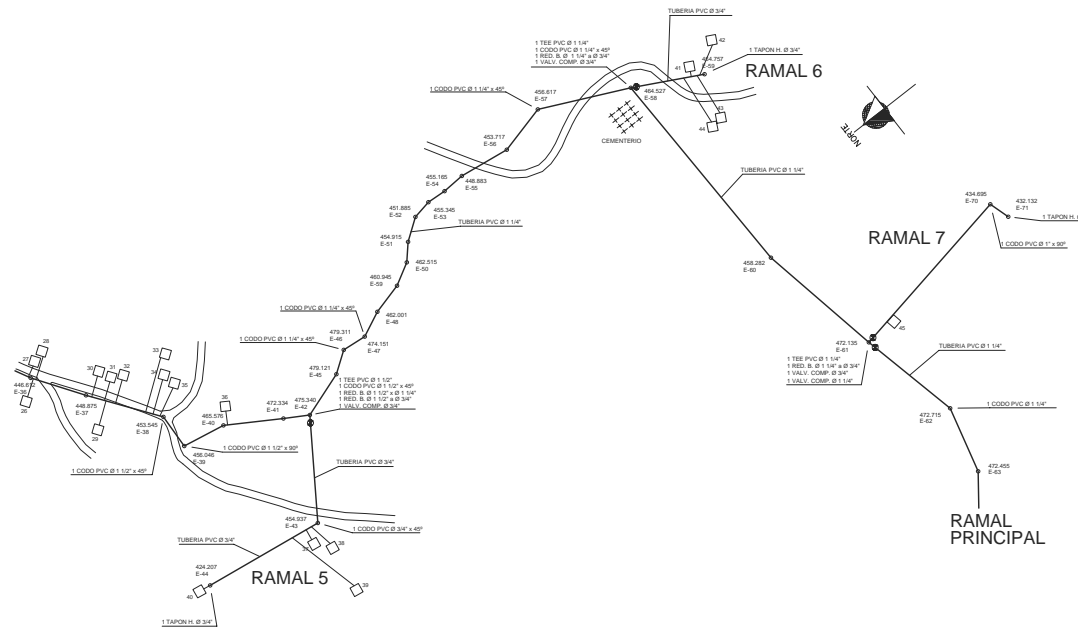 TUBERIA PVC Ø 3/4"
1 TEE PVC Ø 1 1/4"
1 CODO PVC Ø 1 1/4" x 45º
1 RED. B. Ø 1 1/4" a Ø 3/4"
1 VALV. COMP. Ø 3/4"
42
41
464.757
E-59
1 TAPON H. Ø 3/4"
RAMAL 6
1 CODO PVC Ø 1 1/4" x 45º
456.617
E-57
464.527
E-58
43
44
CEMENTERIO
NORTE
453.717
E-56
448.883
E-55
455.165
E-54
455.345
E-53
451.885
E-52
TUBERIA PVC Ø 1 1/4"
454.915
E-51
462.515
E-50
460.945
E-59
462.001
E-48
1 CODO PVC Ø 1 1/4" x 45º
474.151
E-47
479.311
E-46
1 CODO PVC Ø 1 1/4" x 45º
479.121
E-45
TUBERIA PVC Ø 1 1/4"
434.695
E-70
432.132
E-71
1 TAPON H.
1 CODO PVC Ø 1" x 90º
RAMAL 7
458.282
E-60
45
472.135
E-61
TUBERIA PVC Ø 1 1/4"
1 TEE PVC Ø 1 1/4"
1 RED. B. Ø 1 1/4" a Ø 3/4"
1 VALV. COMP. Ø 3/4"
1 VALV. COMP. Ø 1 1/4"
1 CODO PVC Ø 1 1/4"
472.715
E-62
472.455
E-63
RAMAL
PRINCIPAL
28
27
26
446.612
E-36
30
31
32
33
34
35
448.875
E-37
29
453.545
E-38
36
465.576
E-40
472.334
E-41
475.340
E-42
1 TEE PVC Ø 1 1/2"
1 CODO PVC Ø 1 1/2" x 45º
1 RED. B. Ø 1 1/2" x Ø 1 1/4"
1 RED. B. Ø 1 1/2" a Ø 3/4"
1 VALV. COMP. Ø 3/4"
456.046
E-39
1 CODO PVC Ø 1 1/2" x 90º
1 CODO PVC Ø 1 1/2" x 45º
TUBERIA PVC Ø 3/4"
454.937
E-43
1 CODO PVC Ø 3/4" x 45º
TUBERIA PVC Ø 3/4"
37
38
39
424.207
E-44
40
RAMAL 5
1 TAPON H. Ø 3/4"